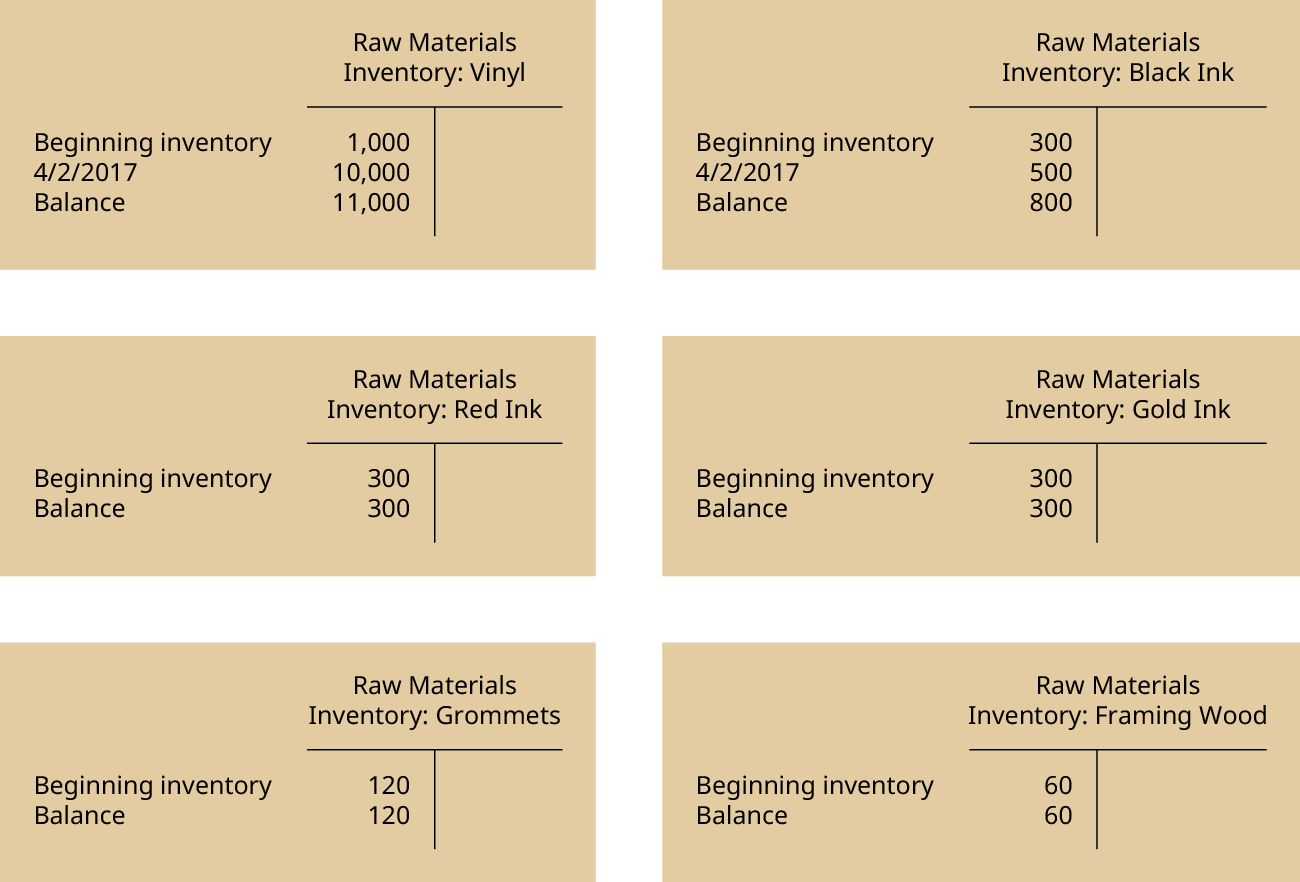 Raw Materials
Inventory: Vinyl
Beginning inventory 1,000
4/2/2017 10,000
Balance 11,000
Raw Materials
Inventory: Black Ink
Beginning inventory 300
4/2/2017 500
Balance 800
Raw Materials
Inventory: Red Ink
Beginning inventory 300
Balance 300
Raw Materials
Inventory: Gold Ink
Beginning inventory 300
Balance 300
Raw Materials
Inventory: Grommets
Beginning inventory 120
Balance 120
Raw Materials
Inventory: Framing Wood
Beginning inventory 60
Balance 60